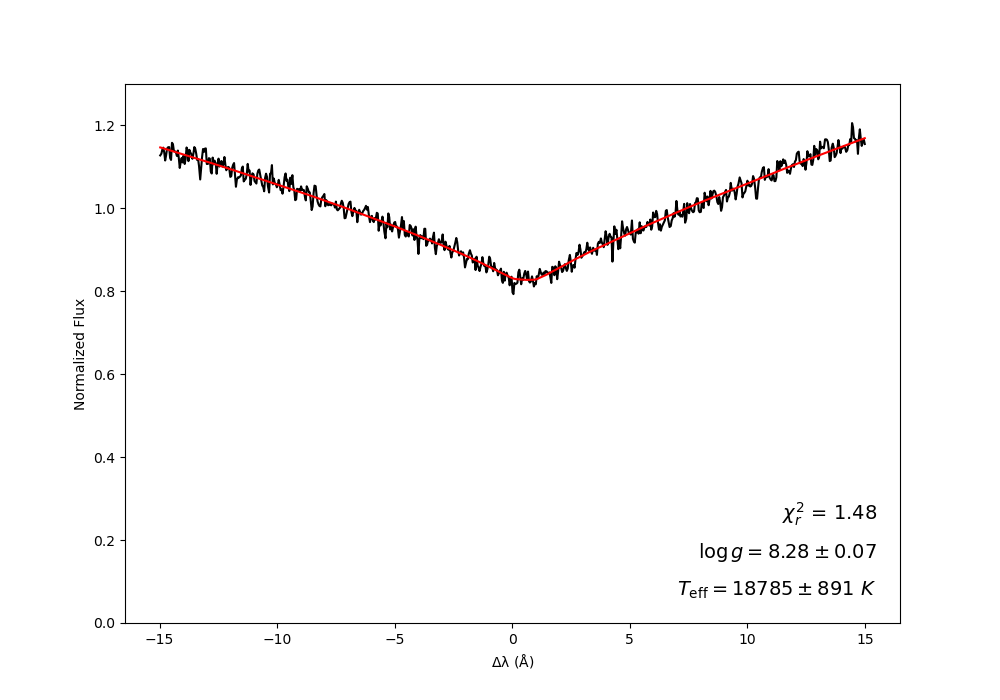 1.2
1.0
0.8
0.6
0.4
0.2
0.0
Normalized Flux
χ²ᵣ = 1.48
log g = 8.28 ± 0.07
T_eff = 18785 ± 891 K
−15 −10 −5 0 5 10 15
Δλ (Å)